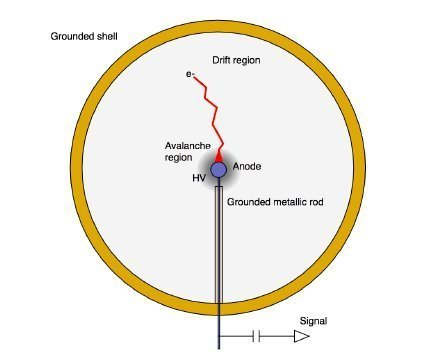 Grounded shell
Drift region
e-
Avalanche
region
Anode
HV
Grounded metallic rod
Signal